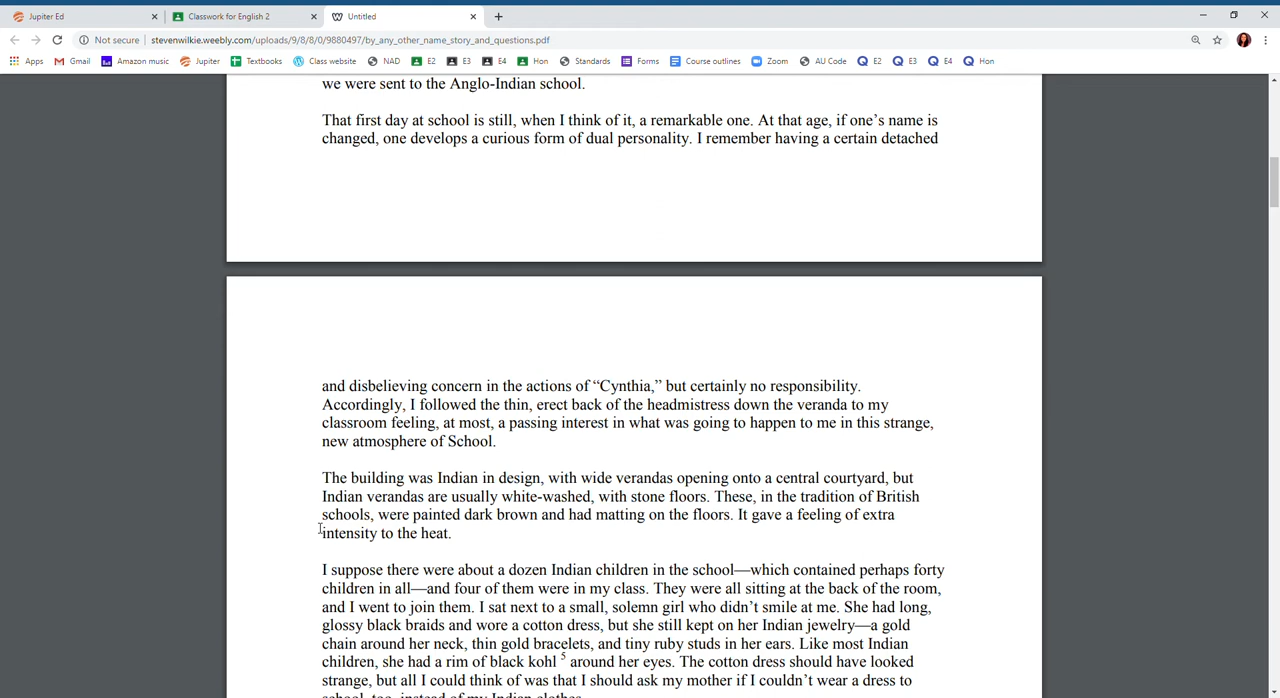 Jupiter Ed
Classwork for English 2
Untitled
Not secure
stevenwilkie.weebly.com/uploads/9/8/8/0/9880497/by_any_other_name_story_and_questions.pdf
Apps Gmail Amazon music Jupiter Textbooks Class website NAD E2 E3 E4 Hon Standards Forms Course outlines Zoom AU Code E2 E3 E4 Hon
we were sent to the Anglo-Indian school.
That first day at school is still, when I think of it, a remarkable one. At that age, if one’s name is
changed, one develops a curious form of dual personality. I remember having a certain detached
and disbelieving concern in the actions of “Cynthia,” but certainly no responsibility.
Accordingly, I followed the thin, erect back of the headmistress down the veranda to my
classroom feeling, at most, a passing interest in what was going to happen to me in this strange,
new atmosphere of School.
The building was Indian in design, with wide verandas opening onto a central courtyard, but
Indian verandas are usually white-washed, with stone floors. These, in the tradition of British
schools, were painted dark brown and had matting on the floors. It gave a feeling of extra
intensity to the heat.
I suppose there were about a dozen Indian children in the school—which contained perhaps forty
children in all—and four of them were in my class. They were all sitting at the back of the room,
and I went to join them. I sat next to a small, solemn girl who didn’t smile at me. She had long,
glossy black braids and wore a cotton dress, but she still kept on her Indian jewelry—a gold
chain around her neck, thin gold bracelets, and tiny ruby studs in her ears. Like most Indian
children, she had a rim of black kohl 5 around her eyes. The cotton dress should have looked
strange, but all I could think of was that I should ask my mother if I couldn’t wear a dress to
school, too, instead of my Indian clothes.